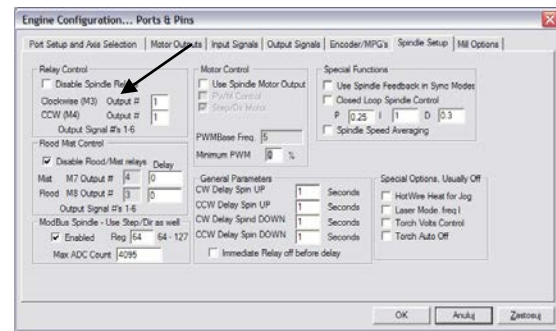 Engine Configuration... Ports & Pins
Port Setup and Axis Selection | Motor Outputs | Input Signals | Output Signals | Encoder/MPG's | Spindle Setup | Mill Options
Relay Control
Disable Spindle Relays
Clockwise (M3) Output # 1
CCW (M4) Output # 1
Output Signal #'s 1-6
Flood Mist Control
Disable Flood/Mist relays Delay
Mist M7 Output # 4 0
Flood M8 Output # 3 0
Output Signal #'s 1-6
ModBus Spindle - Use Step/Dir as well
Enabled Reg 64 64 - 127
Max ADC Count 4095
Motor Control
Use Spindle Motor Output
PWM Control
Step/Dir Motor
PWMBase Freq. 5
Minimum PWM 0 %
General Parameters
CW Delay Spin UP 1 Seconds
CCW Delay Spin UP 1 Seconds
CW Delay Spind DOWN 1 Seconds
CCW Delay Spin DOWN 1 Seconds
Immediate Relay off before delay
Special Functions
Use Spindle Feedback in Sync Modes
Closed Loop Spindle Control
P 0.25 I 1 D 0.3
Spindle Speed Averaging
Special Options, Usually Off
HotWire Heat for Jog
Laser Mode. freq
Torch Volts Control
Torch Auto Off
OK
Anuluj
Zastosuj